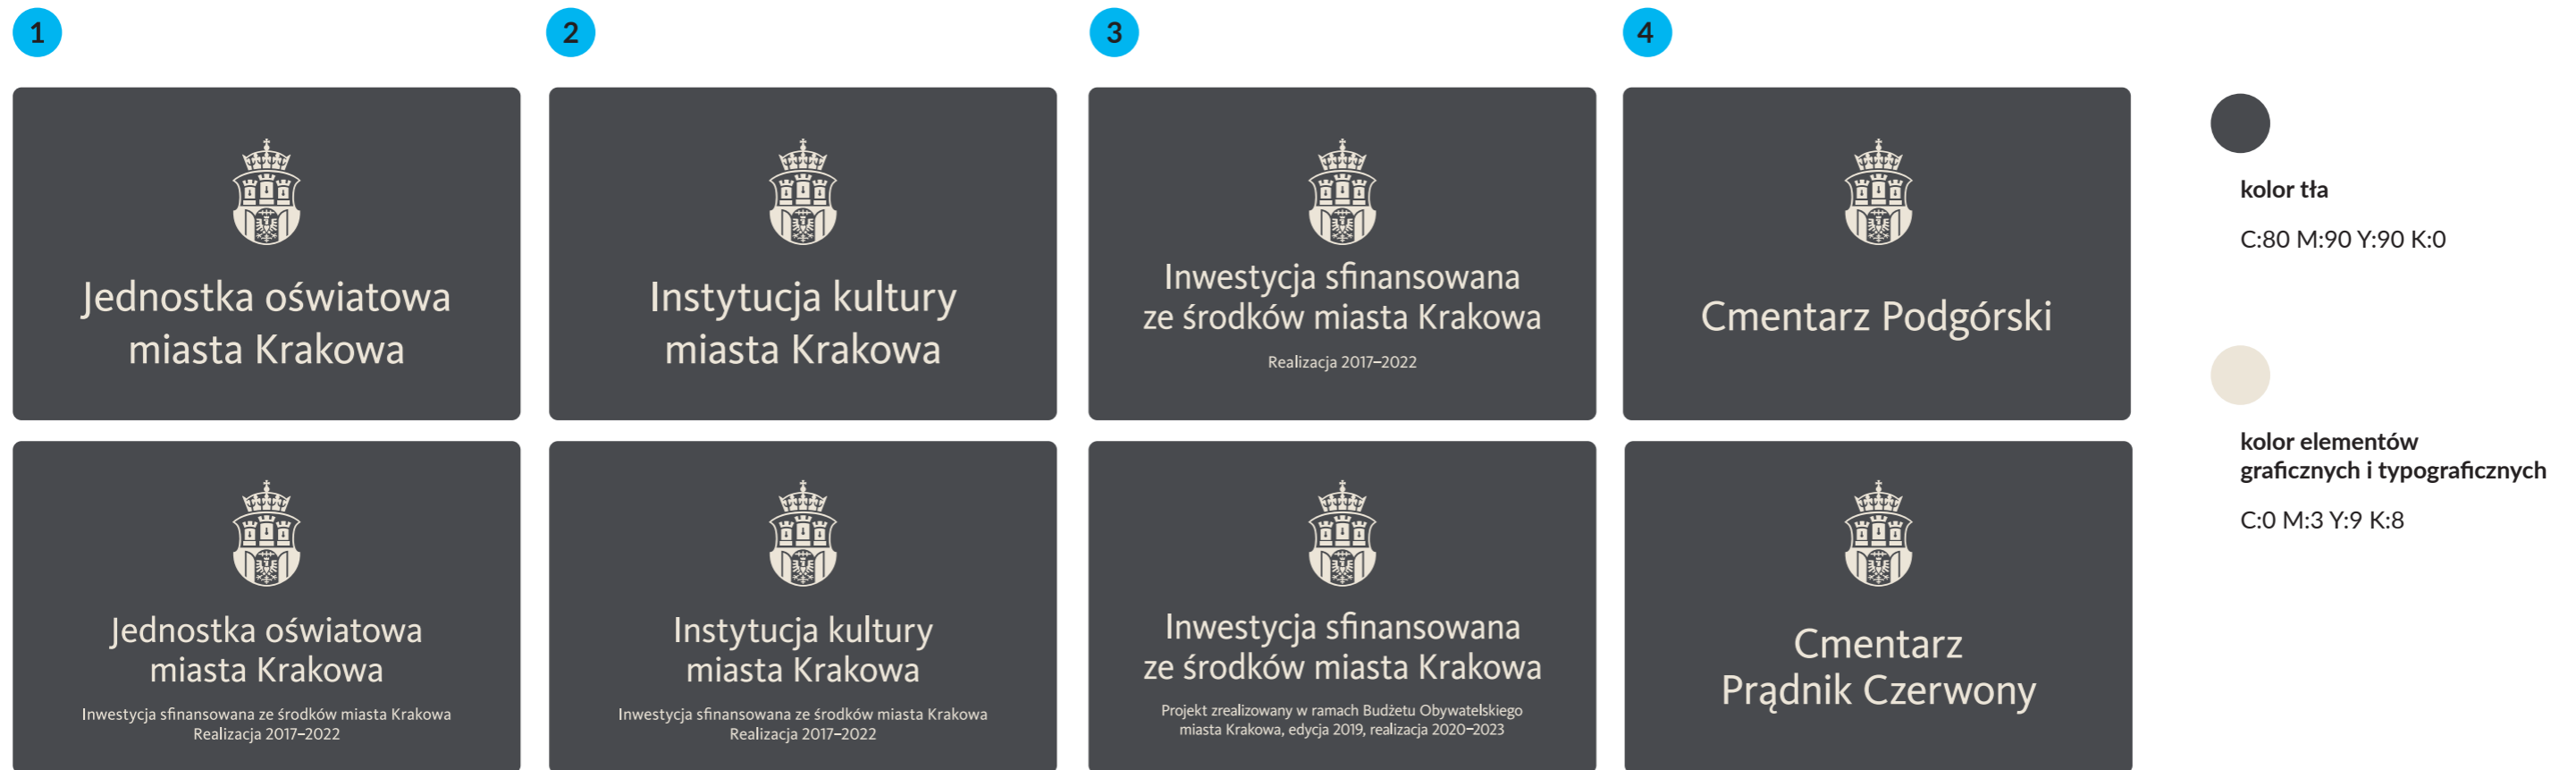 1
2
3
4
Jednostka oświatowa
miasta Krakowa
Instytucja kultury
miasta Krakowa
Inwestycja sfinansowana
ze środków miasta Krakowa
Realizacja 2017–2022
Cmentarz Podgórski
Jednostka oświatowa
miasta Krakowa
Inwestycja sfinansowana ze środków miasta Krakowa
Realizacja 2017–2022
Instytucja kultury
miasta Krakowa
Inwestycja sfinansowana ze środków miasta Krakowa
Realizacja 2017–2022
Inwestycja sfinansowana
ze środków miasta Krakowa
Projekt zrealizowany w ramach Budżetu Obywatelskiego
miasta Krakowa, edycja 2019, realizacja 2020–2023
Cmentarz
Prądnik Czerwony
kolor tła
C:80 M:90 Y:90 K:0
kolor elementów
graficznych i typograficznych
C:0 M:3 Y:9 K:8